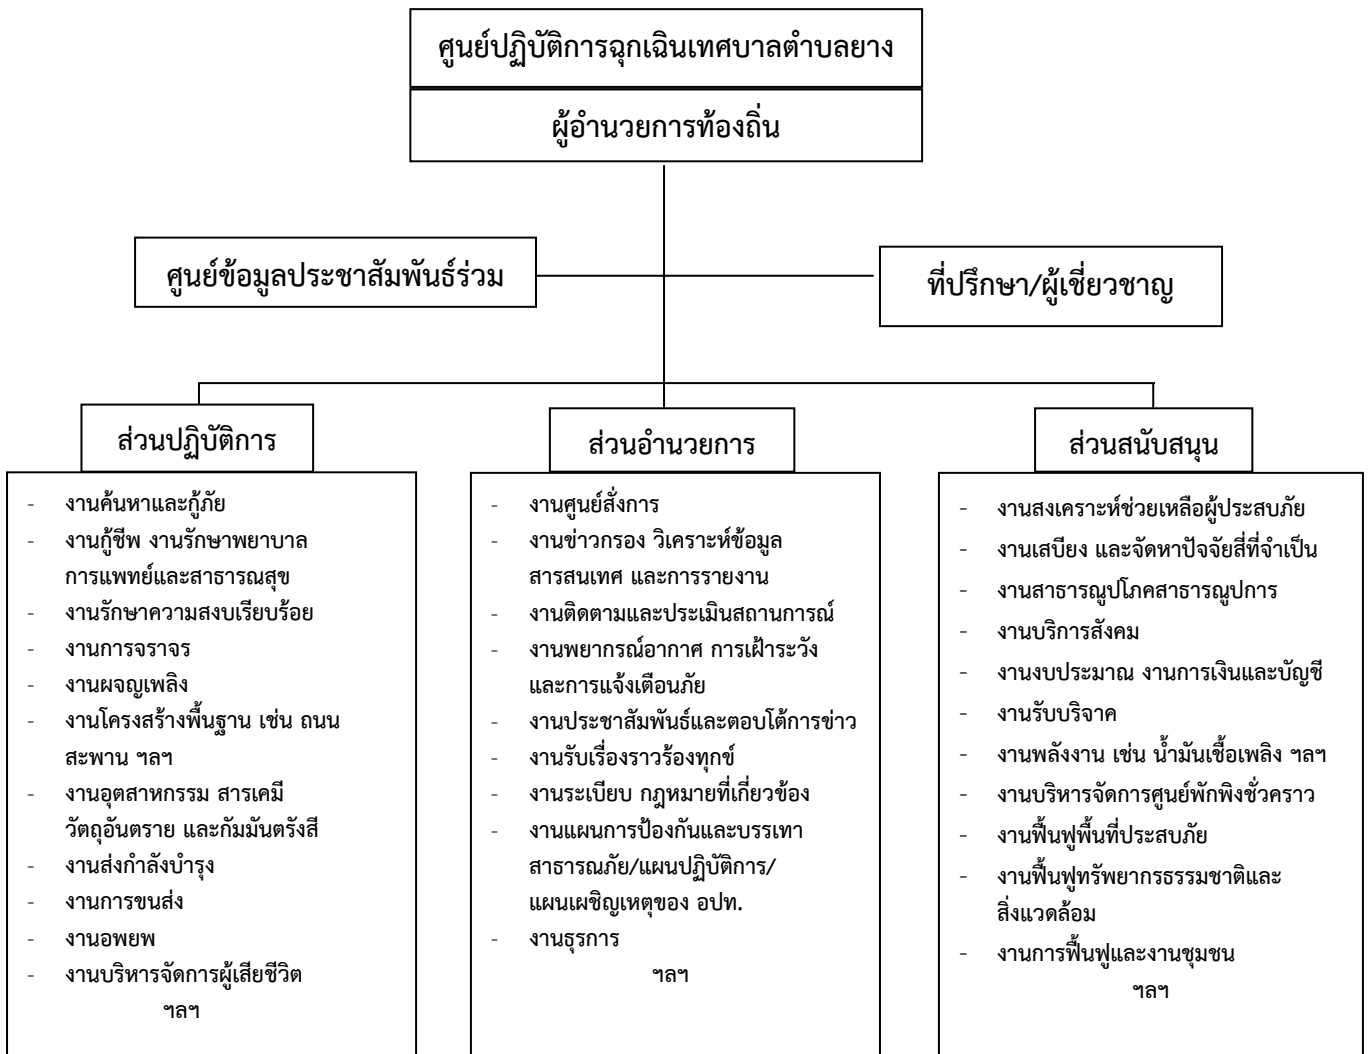 ศูนย์ปฏิบัติการฉุกเฉินเทศบาลตำบลยาง
ผู้อำนวยการท้องถิ่น
ศูนย์ข้อมูลประชาสัมพันธ์ร่วม
ที่ปรึกษา/ผู้เชี่ยวชาญ
ส่วนปฏิบัติการ
- งานค้นหาและกู้ภัย
- งานกู้ชีพ งานรักษาพยาบาล
การแพทย์และสาธารณสุข
- งานรักษาความสงบเรียบร้อย
- งานการจราจร
- งานผจญเพลิง
- งานโครงสร้างพื้นฐาน เช่น ถนน
สะพาน ฯลฯ
- งานอุตสาหกรรม สารเคมี
วัตถุอันตราย และกัมมันตรังสี
- งานส่งกำลังบำรุง
- งานการขนส่ง
- งานอพยพ
- งานบริหารจัดการผู้เสียชีวิต
ฯลฯ
ส่วนอำนวยการ
- งานศูนย์สั่งการ
- งานข่าวกรอง วิเคราะห์ข้อมูล
สารสนเทศ และการรายงาน
- งานติดตามและประเมินสถานการณ์
- งานพยากรณ์อากาศ การเฝ้าระวัง
และการแจ้งเตือนภัย
- งานประชาสัมพันธ์และตอบโต้การข่าว
- งานรับเรื่องราวร้องทุกข์
- งานระเบียบ กฎหมายที่เกี่ยวข้อง
- งานแผนการป้องกันและบรรเทา
สาธารณภัย/แผนปฏิบัติการ/
แผนเผชิญเหตุของ อปท.
- งานธุรการ
ฯลฯ
ส่วนสนับสนุน
- งานสงเคราะห์ช่วยเหลือผู้ประสบภัย
- งานเสบียง และจัดหาปัจจัยสี่ที่จำเป็น
- งานสาธารณูปโภคสาธารณูปการ
- งานบริการสังคม
- งานงบประมาณ งานการเงินและบัญชี
- งานรับบริจาค
- งานพลังงาน เช่น น้ำมันเชื้อเพลิง ฯลฯ
- งานบริหารจัดการศูนย์พักพิงชั่วคราว
- งานฟื้นฟูพื้นที่ประสบภัย
- งานฟื้นฟูทรัพยากรธรรมชาติและ
สิ่งแวดล้อม
- งานการฟื้นฟูและงานชุมชน
ฯลฯ